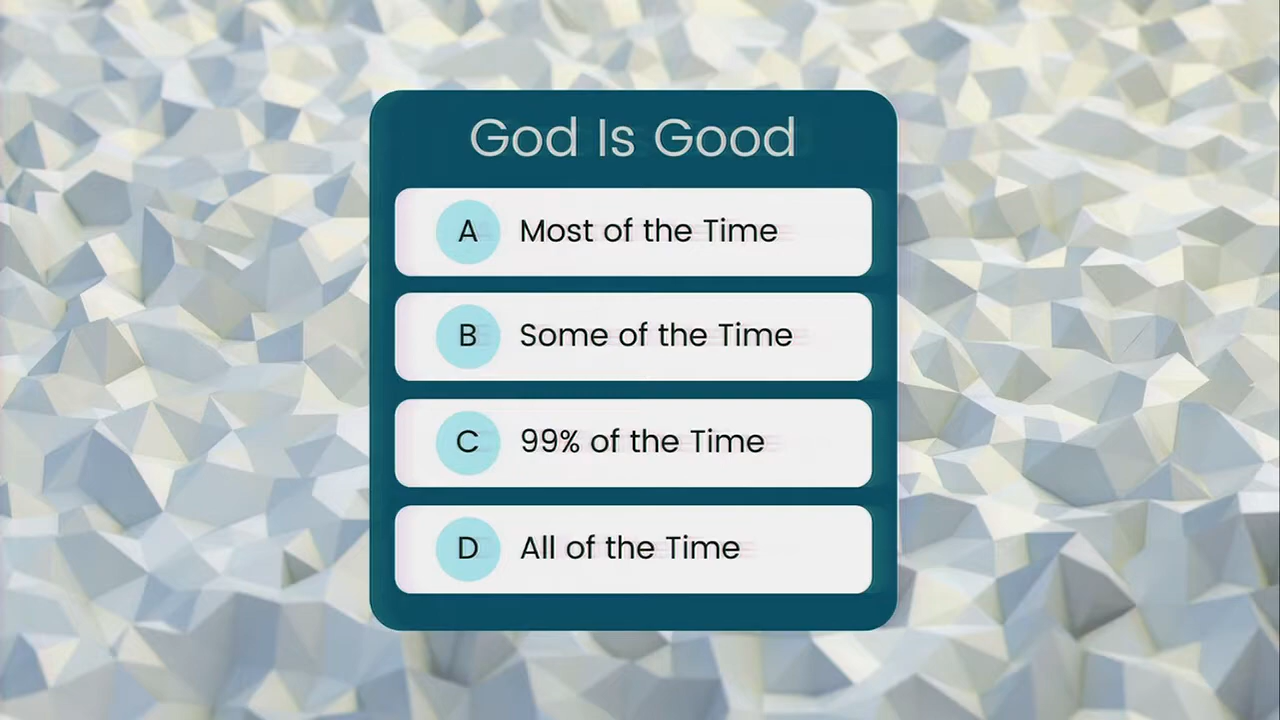 God Is Good
A Most of the Time
B Some of the Time
C 99% of the Time
D All of the Time